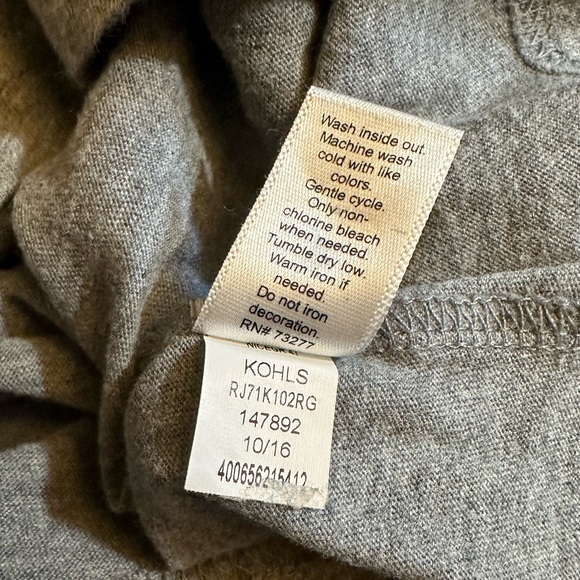 Wash inside out.
Machine wash
cold with like
colors.
Gentle cycle.
Only non-
chlorine bleach
when needed.
Tumble dry low.
Warm iron if
needed.
Do not iron
decoration.
RN# 73277
KOHLS
RJ71K102RG
147892
10/16
400656215412